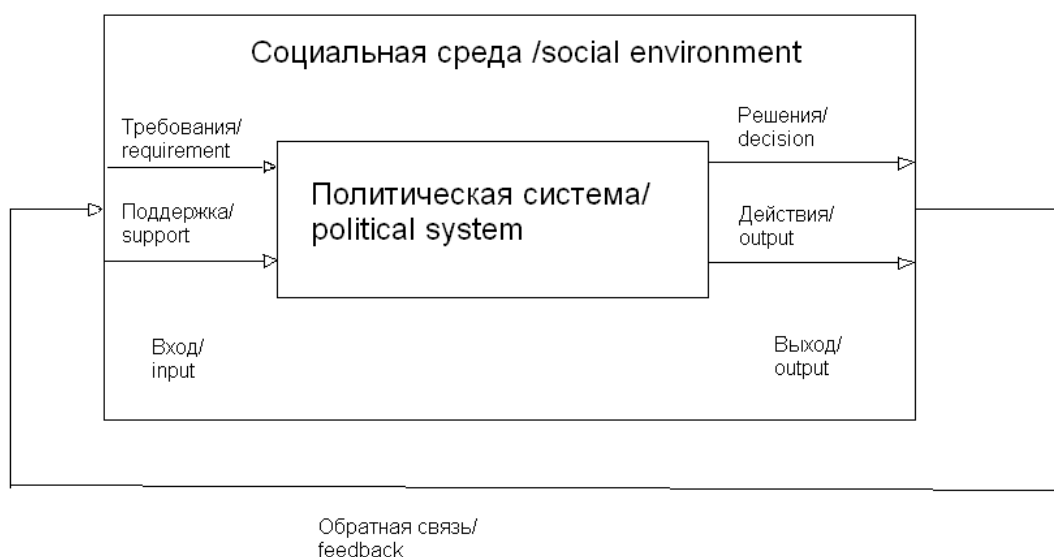 Социальная среда /social environment
Требования/
requirement
Решения/
decision
Политическая система/
political system
Поддержка/
support
Действия/
output
Вход/
input
Выход/
output
Обратная связь/
feedback